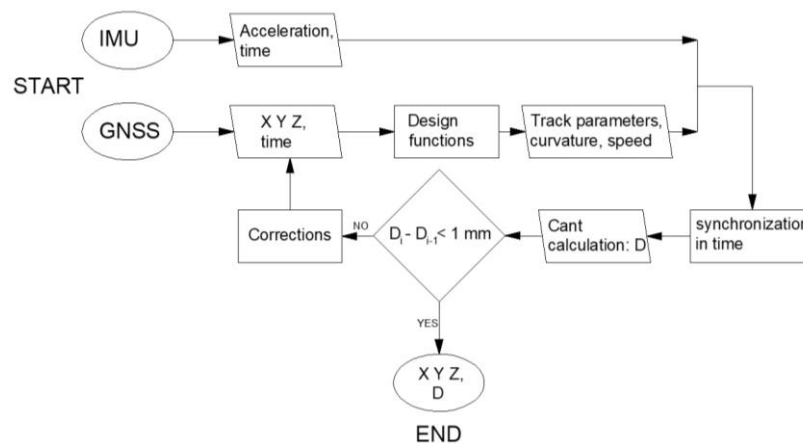 IMU
Acceleration,
time
START
GNSS
X Y Z,
time
Design
functions
Track parameters,
curvature, speed
Corrections
NO
Di - Di-1 < 1 mm
Cant
calculation: D
synchronization
in time
YES
X Y Z,
D
END